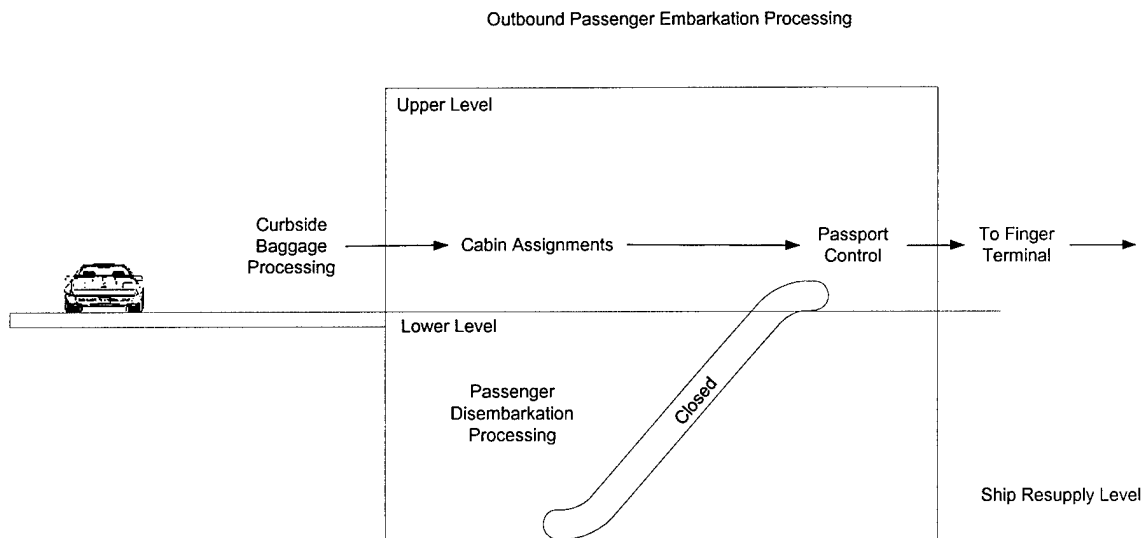 Outbound Passenger Embarkation Processing
Upper Level
Curbside
Baggage
Processing
Cabin Assignments
Passport
Control
To Finger
Terminal
Lower Level
Passenger
Disembarkation
Processing
Closed
Ship Resupply Level